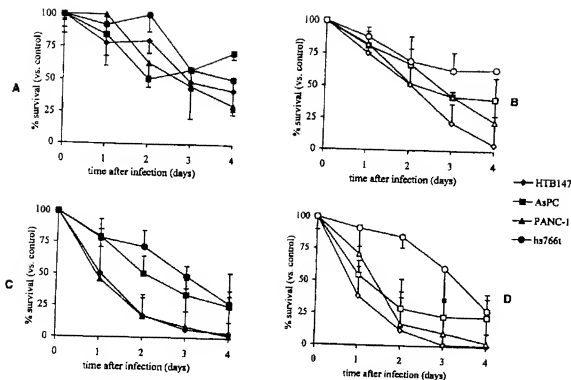 100
75
50
25
0
% survival (vs. control)
0 1 2 3 4
time after infection (days)
A
100
75
50
25
0
% survival (vs. control)
0 1 2 3 4
time after infection (days)
B
HTB147
AsPC
PANC-1
hs766t
100
75
50
25
0
% survival (vs. control)
0 1 2 3 4
time after infection (days)
C
100
75
50
25
0
% survival (vs. control)
0 1 2 3 4
time after infection (days)
D